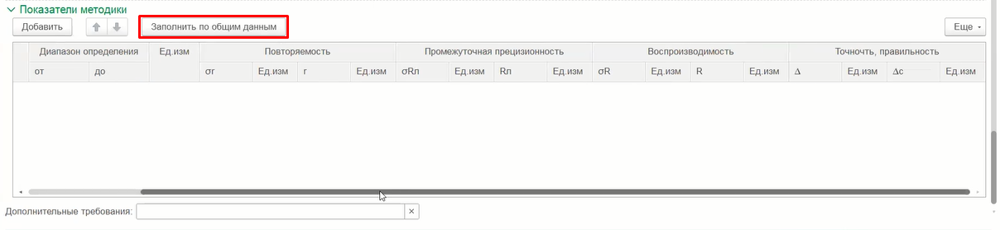 Показатели методики
Добавить Заполнить по общим данным Еще
Диапазон определения Ед.изм Повторяемость Промежуточная прецизионность Воспроизводимость Точночть, правильность
от до σr Ед.изм r Ед.изм σRл Ед.изм Rл Ед.изм σR Ед.изм R Ед.изм Δ Ед.изм Δс Ед.изм
Дополнительные требования: